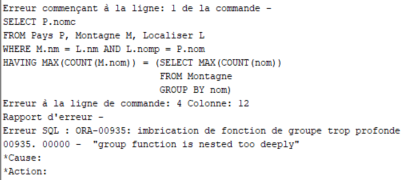 Erreur commençant à la ligne: 1 de la commande -
SELECT P.nomc
FROM Pays P, Montagne M, Localiser L
WHERE M.nm = L.nm AND L.nomp = P.nom
HAVING MAX(COUNT(M.nom)) = (SELECT MAX(COUNT(nom))
FROM Montagne
GROUP BY nom)
Erreur à la ligne de commande: 4 Colonne: 12
Rapport d'erreur -
Erreur SQL : ORA-00935: imbrication de fonction de groupe trop profonde
00935. 00000 - "group function is nested too deeply"
*Cause:
*Action: